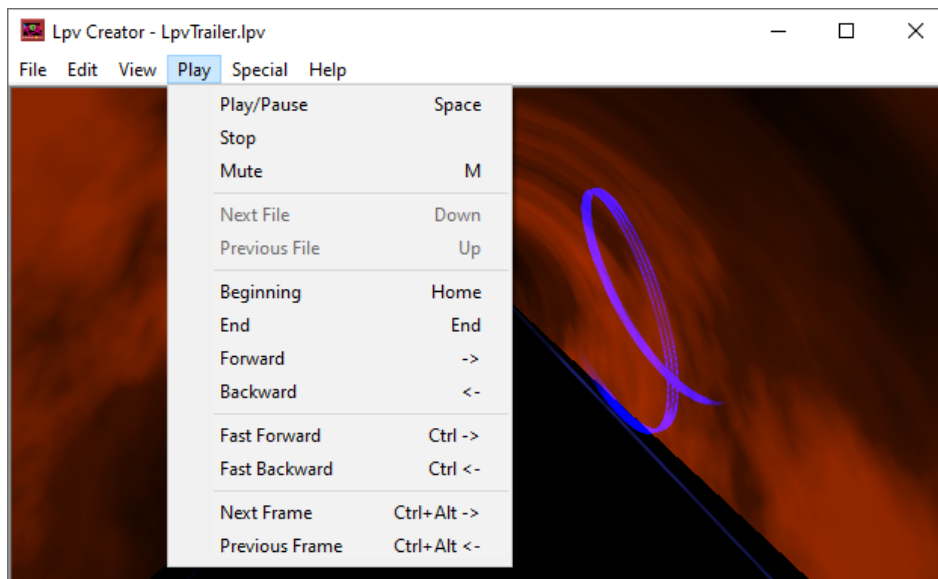 Lpv Creator - LpvTrailer.lpv
File Edit View Play Special Help
Play/Pause Space
Stop
Mute M
Next File Down
Previous File Up
Beginning Home
End End
Forward ->
Backward <-
Fast Forward Ctrl ->
Fast Backward Ctrl <-
Next Frame Ctrl+Alt ->
Previous Frame Ctrl+Alt <-